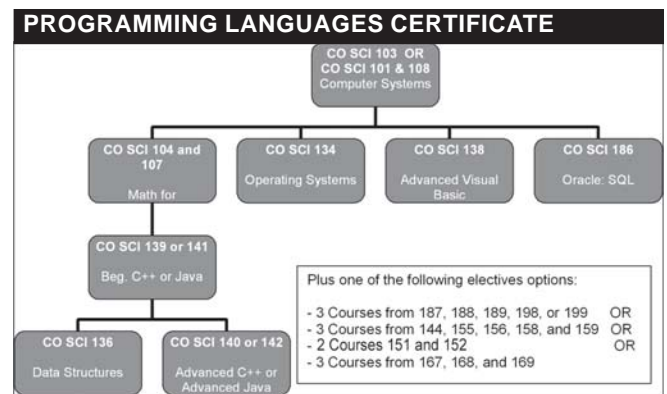 PROGRAMMING LANGUAGES CERTIFICATE
CO SCI 103 OR
CO SCI 101 & 108
Computer Systems
CO SCI 104 and
107
Math for
CO SCI 134
Operating Systems
CO SCI 138
Advanced Visual
Basic
CO SCI 186
Oracle: SQL
CO SCI 139 or 141
Beg. C++ or Java
CO SCI 136
Data Structures
CO SCI 140 or 142
Advanced C++ or
Advanced Java
Plus one of the following electives options:
- 3 Courses from 187, 188, 189, 198, or 199 OR
- 3 Courses from 144, 155, 156, 158, and 159 OR
- 2 Courses 151 and 152 OR
- 3 Courses from 167, 168, and 169